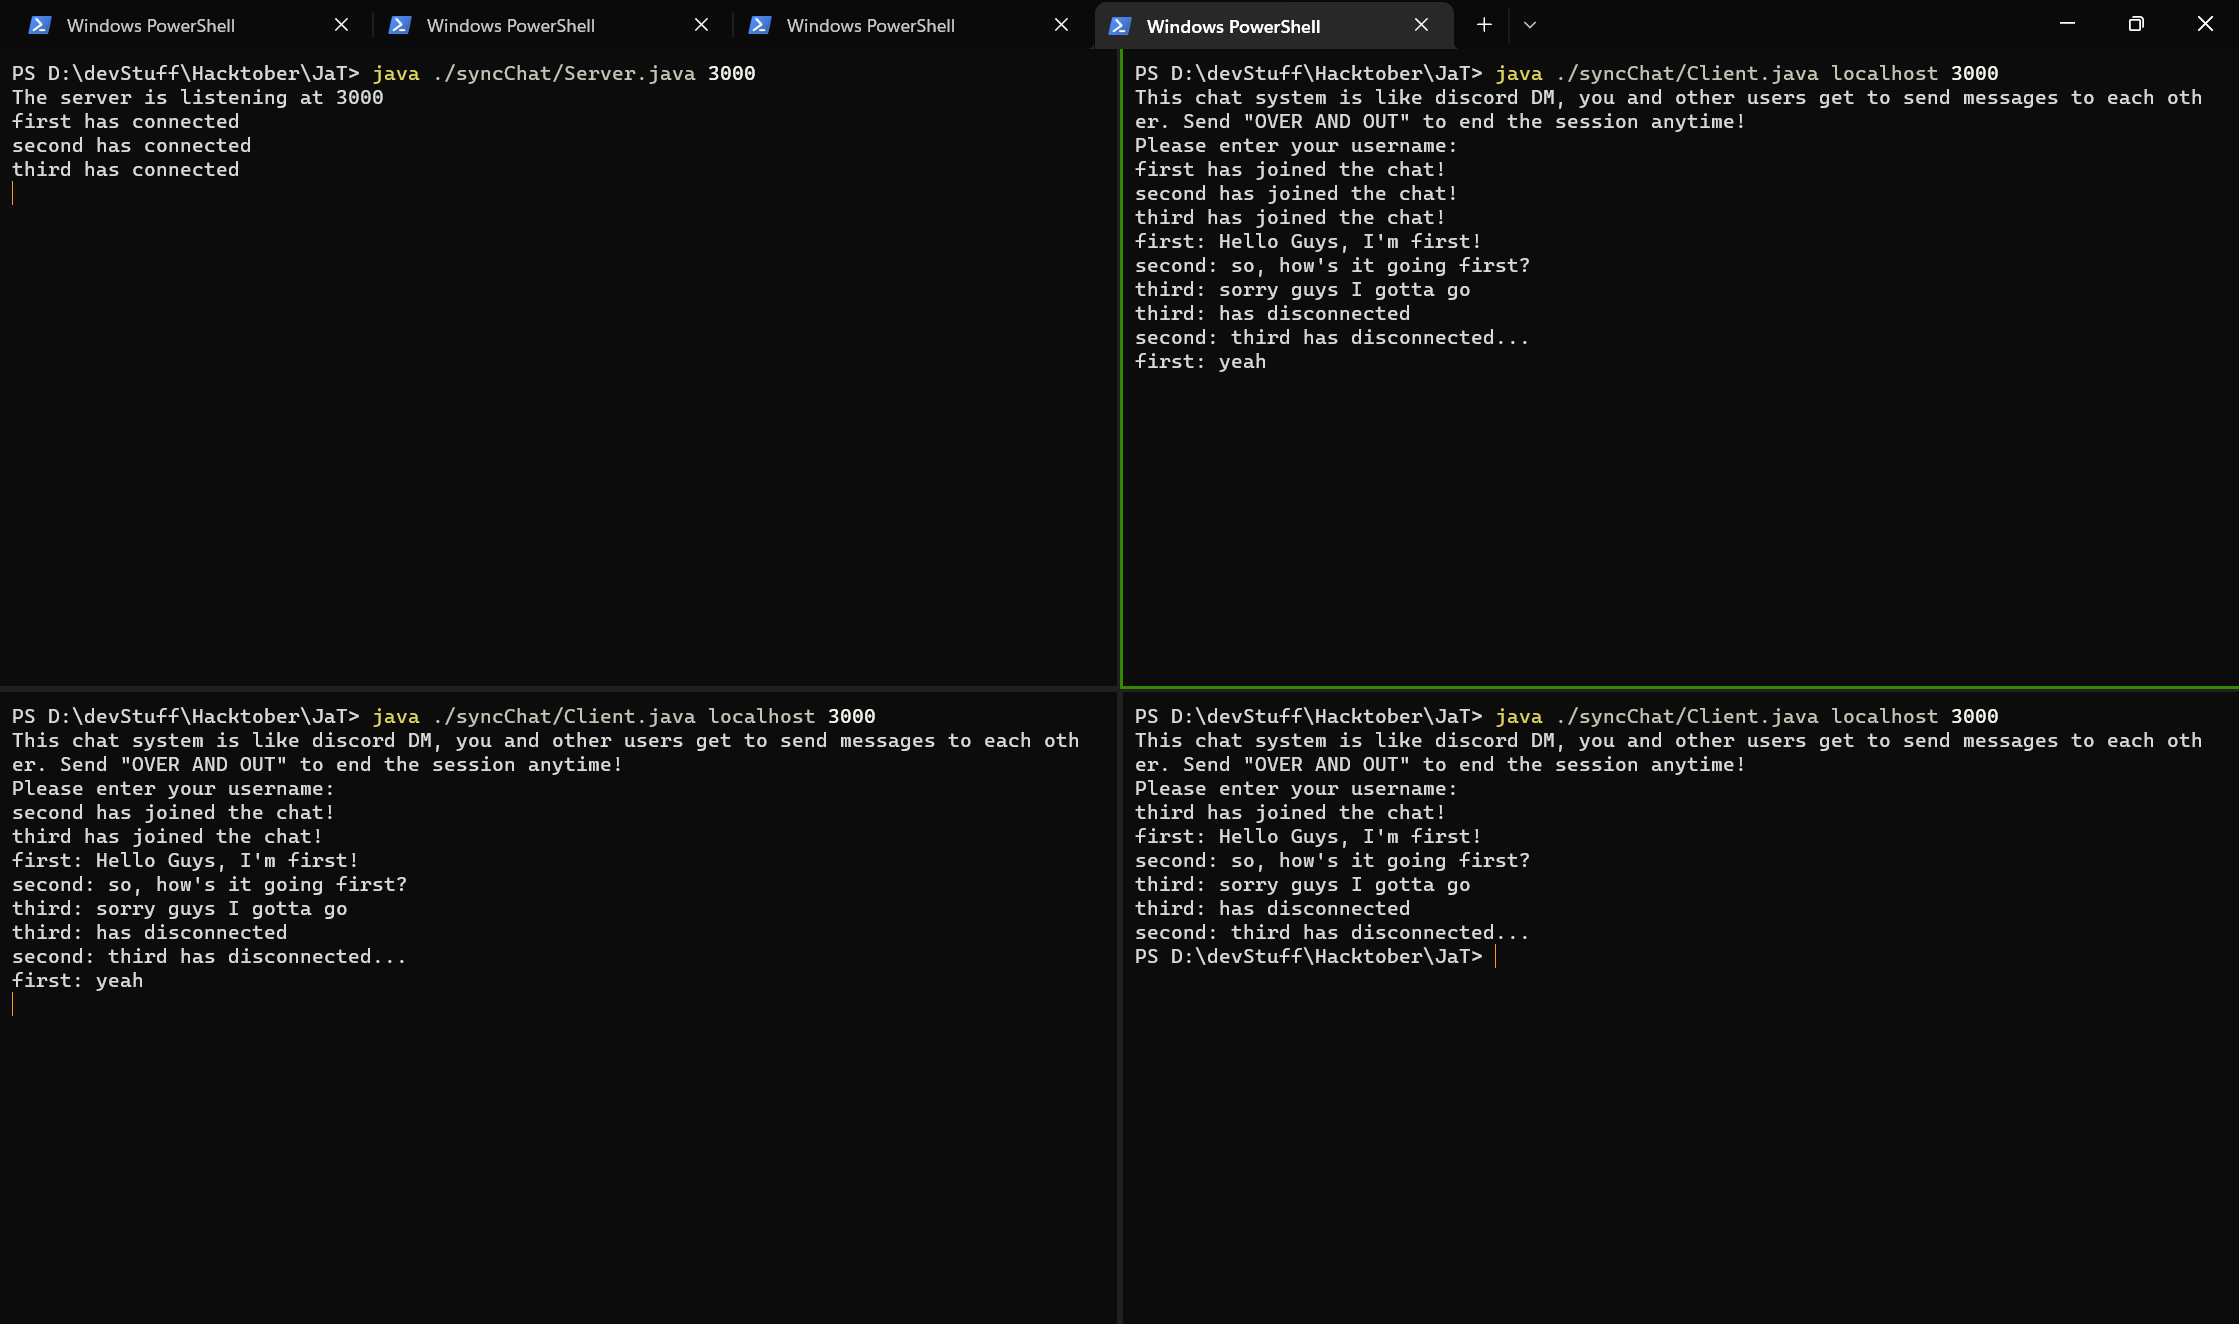 Windows PowerShell
Windows PowerShell
Windows PowerShell
Windows PowerShell
PS D:\devStuff\Hacktober\JaT> java ./syncChat/Server.java 3000
The server is listening at 3000
first has connected
second has connected
third has connected
PS D:\devStuff\Hacktober\JaT> java ./syncChat/Client.java localhost 3000
This chat system is like discord DM, you and other users get to send messages to each oth
er. Send "OVER AND OUT" to end the session anytime!
Please enter your username:
first has joined the chat!
second has joined the chat!
third has joined the chat!
first: Hello Guys, I'm first!
second: so, how's it going first?
third: sorry guys I gotta go
third: has disconnected
second: third has disconnected...
first: yeah
PS D:\devStuff\Hacktober\JaT> java ./syncChat/Client.java localhost 3000
This chat system is like discord DM, you and other users get to send messages to each oth
er. Send "OVER AND OUT" to end the session anytime!
Please enter your username:
second has joined the chat!
third has joined the chat!
first: Hello Guys, I'm first!
second: so, how's it going first?
third: sorry guys I gotta go
third: has disconnected
second: third has disconnected...
first: yeah
PS D:\devStuff\Hacktober\JaT> java ./syncChat/Client.java localhost 3000
This chat system is like discord DM, you and other users get to send messages to each oth
er. Send "OVER AND OUT" to end the session anytime!
Please enter your username:
third has joined the chat!
first: Hello Guys, I'm first!
second: so, how's it going first?
third: sorry guys I gotta go
third: has disconnected
second: third has disconnected...
PS D:\devStuff\Hacktober\JaT>